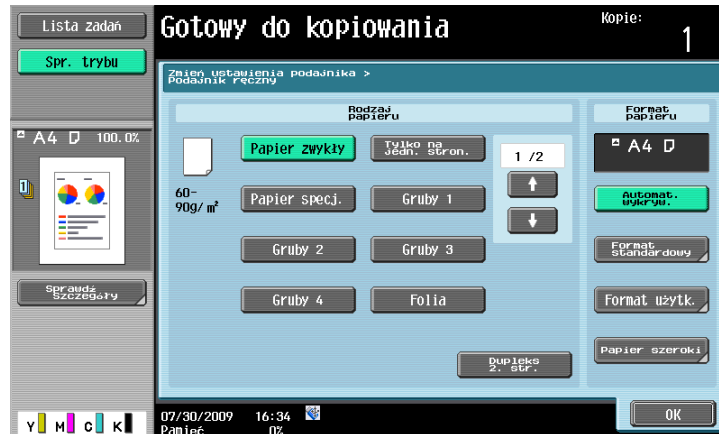 Lista zadań
Gotowy do kopiowania
Kopie:
1
Spr. trybu
Zmień ustawienia podajnika >
Podajnik ręczny
Rodzaj
papieru
Format
papieru
A4 100.0%
Papier zwykły
Tylko na
Jedn. stron.
1 /2
A4
1
60-
90g/ m²
Papier specj.
Gruby 1
Automat.
wykryw.
Gruby 2
Gruby 3
Format
standardowy
Sprawdź
Szczegóły
Gruby 4
Folia
Format użytk.
Dupleks
2. str.
Papier szeroki
OK
Y M C K
07/30/2009 16:34
Pamięć 0%